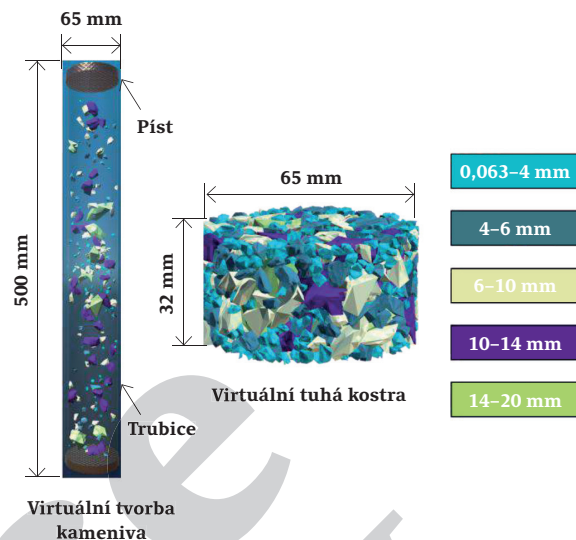 65 mm
Píst
500 mm
Trubice
Virtuální tvorba
kameniva
65 mm
32 mm
Virtuální tuhá kostra
0,063–4 mm
4–6 mm
6–10 mm
10–14 mm
14–20 mm